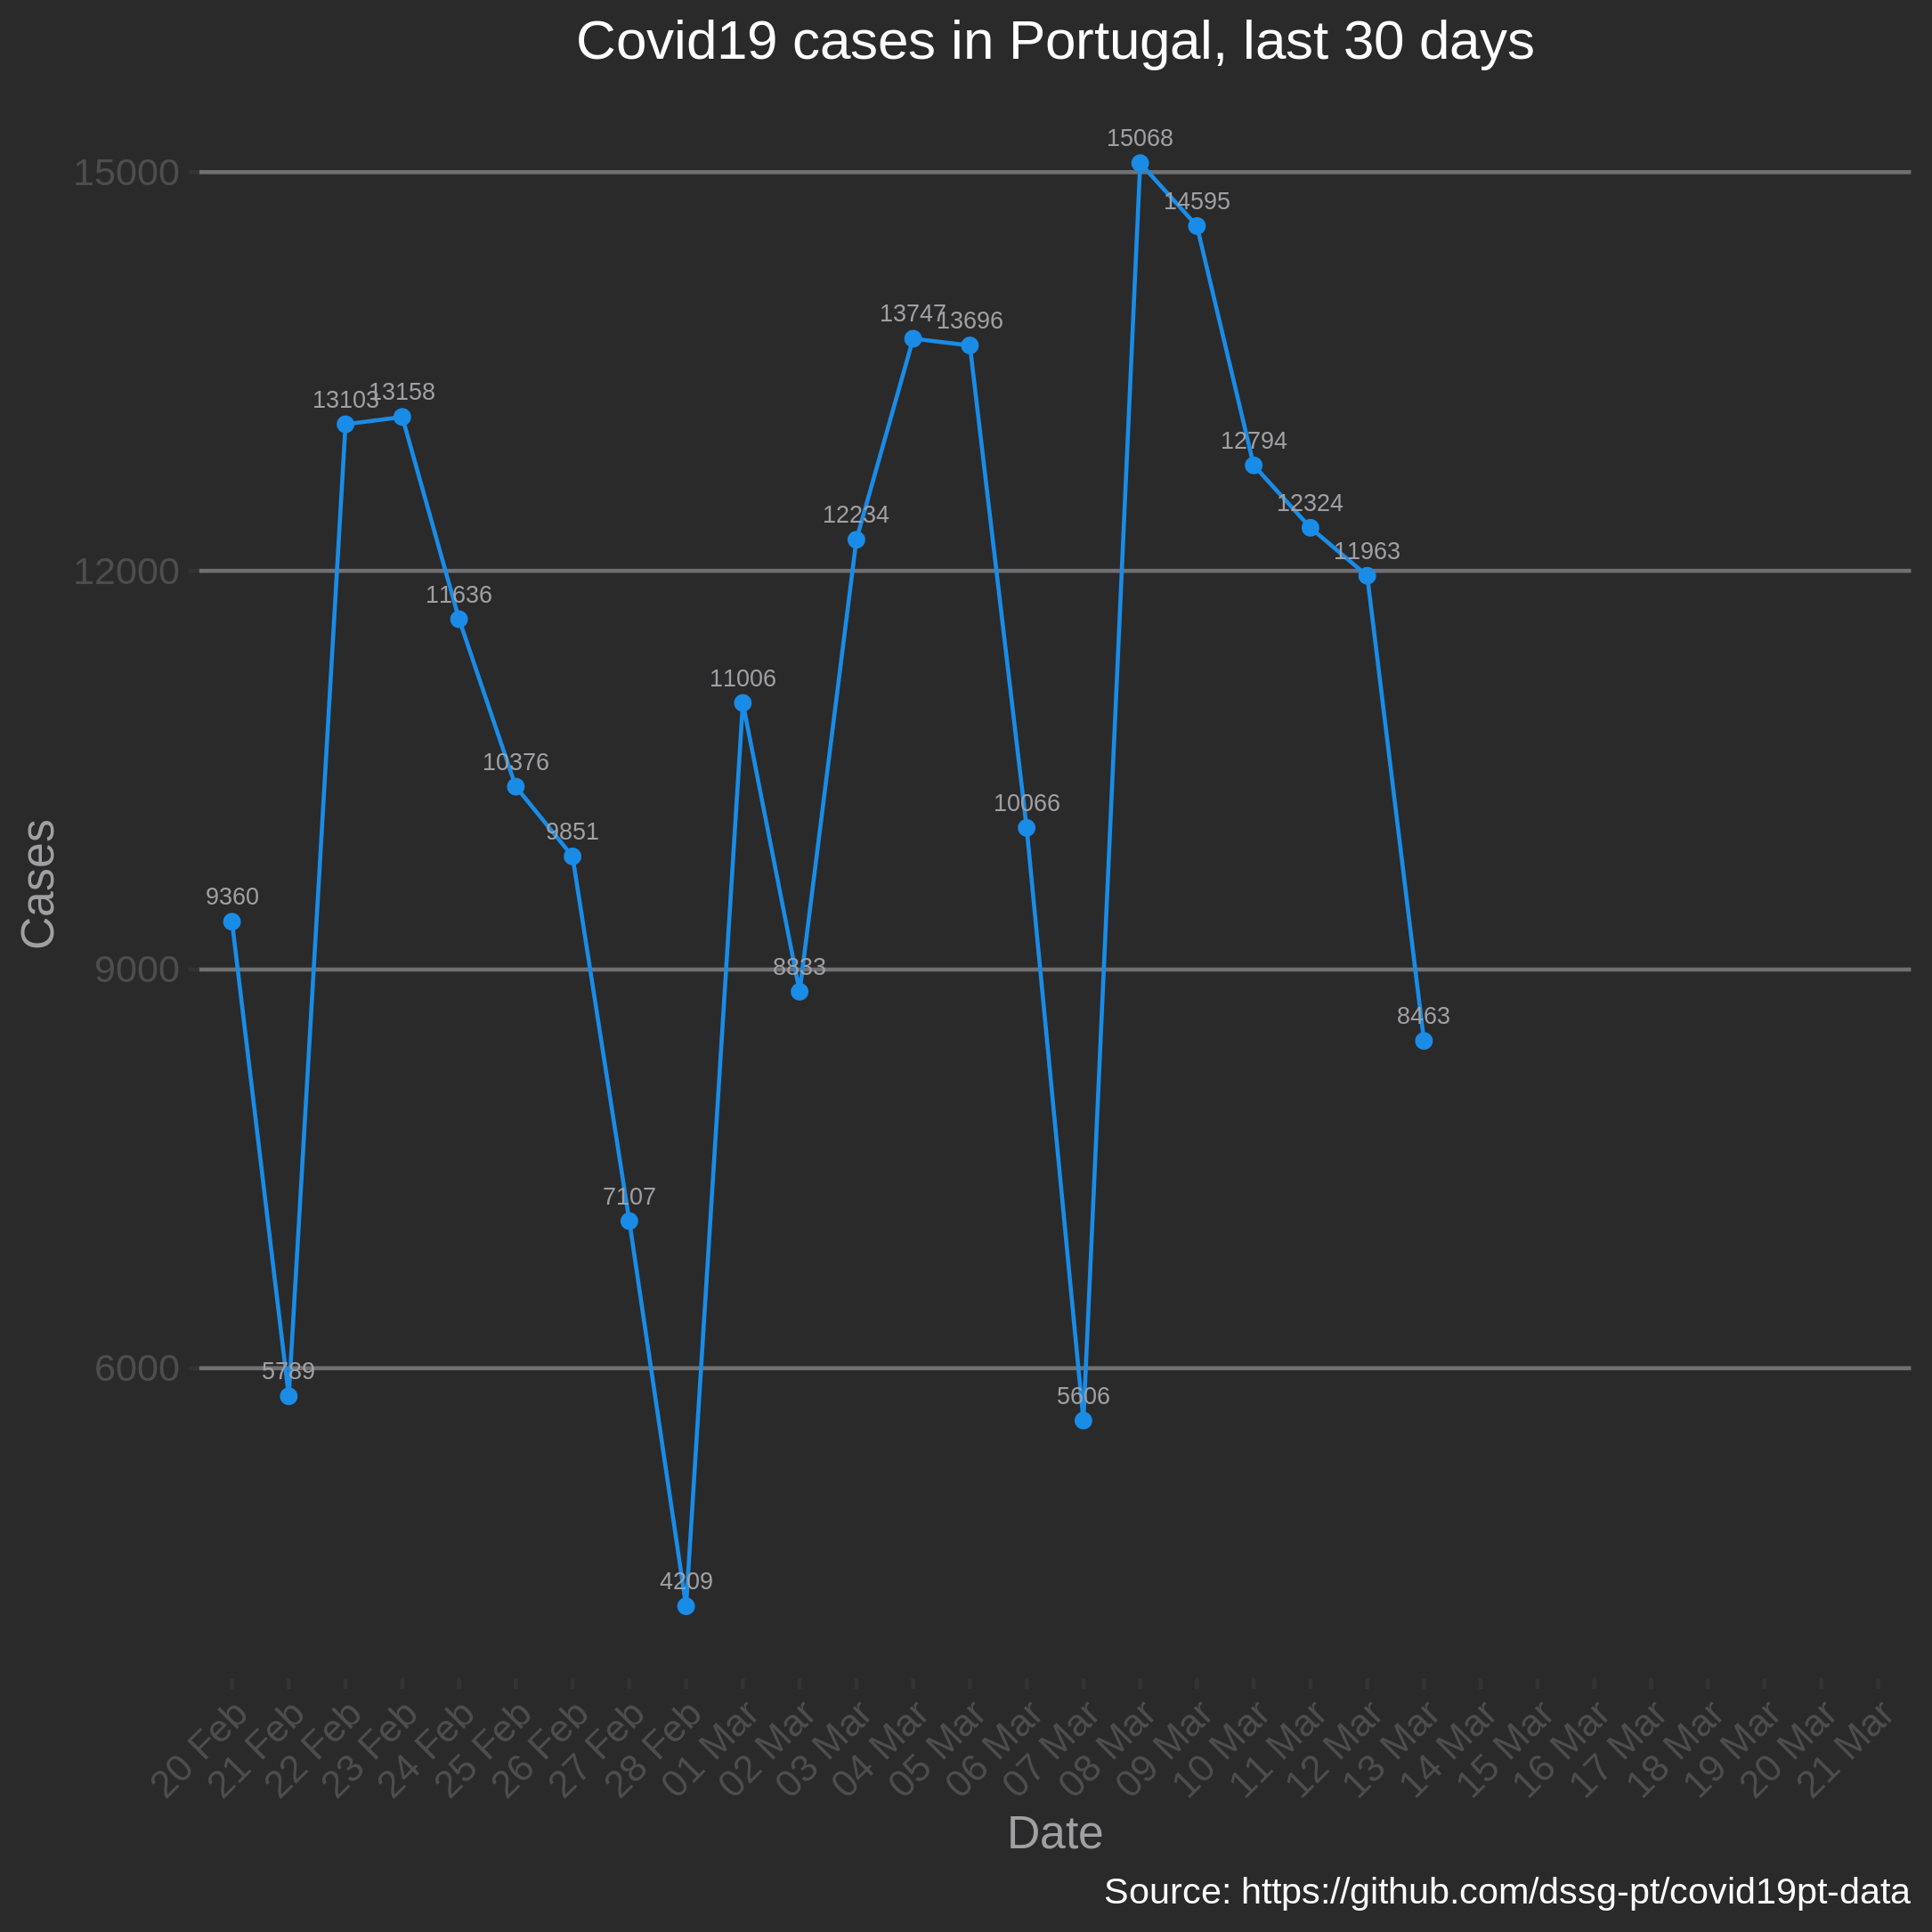 Covid19 cases in Portugal, last 30 days
15068
15000
14595
13747
13696
13158
13103
12794
12324
12234
11963
12000
11636
11006
10376
10066
9851
9360
9000
8883
8463
7107
6000
5789
5606
4209
Cases
20 Feb
21 Feb
22 Feb
23 Feb
24 Feb
25 Feb
26 Feb
27 Feb
28 Feb
01 Mar
02 Mar
03 Mar
04 Mar
05 Mar
06 Mar
07 Mar
08 Mar
09 Mar
10 Mar
11 Mar
12 Mar
13 Mar
14 Mar
15 Mar
16 Mar
17 Mar
18 Mar
19 Mar
20 Mar
21 Mar
Date
Source: https://github.com/dssg-pt/covid19pt-data